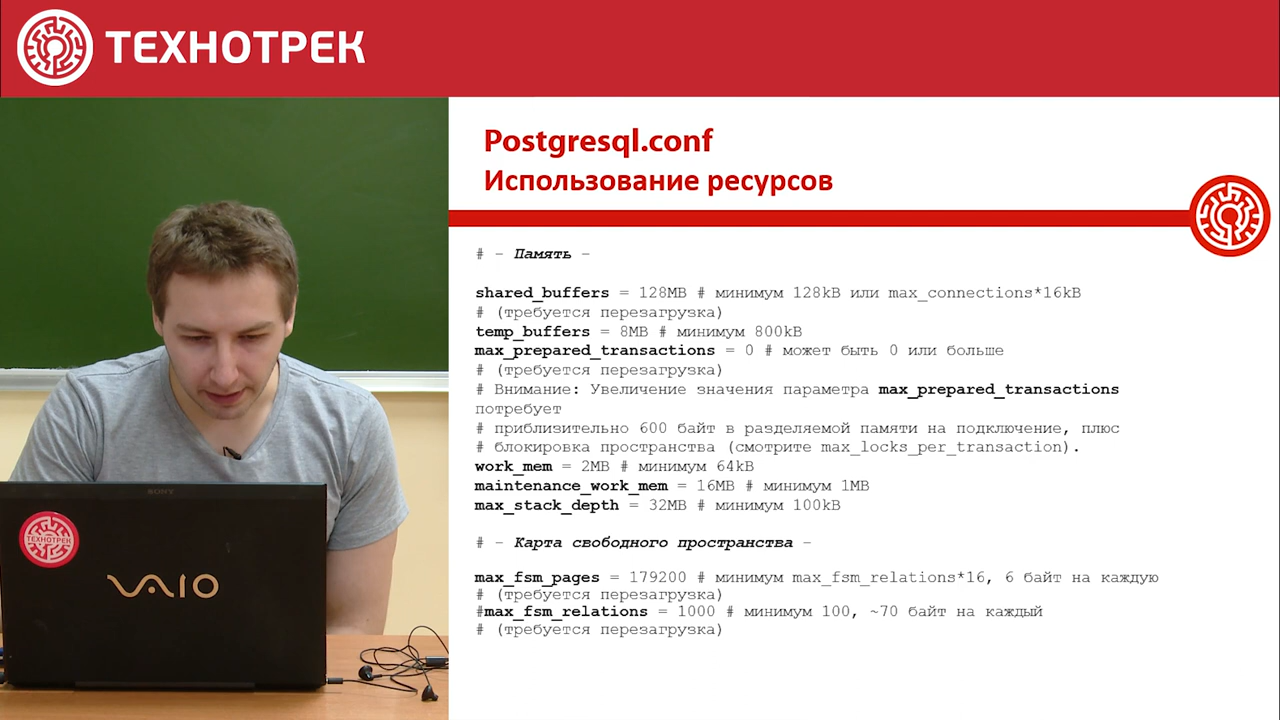 ТЕХНОТРЕК
Postgresql.conf
Использование ресурсов
# - Память -
shared_buffers = 128MB # минимум 128kB или max_connections*16kB
# (требуется перезагрузка)
temp_buffers = 8MB # минимум 800kB
max_prepared_transactions = 0 # может быть 0 или больше
# (требуется перезагрузка)
# Внимание: Увеличение значения параметра max_prepared_transactions
потребует
# приблизительно 600 байт в разделяемой памяти на подключение, плюс
# блокировка пространства (смотрите max_locks_per_transaction).
work_mem = 2MB # минимум 64kB
maintenance_work_mem = 16MB # минимум 1MB
max_stack_depth = 32MB # минимум 100kB
# - Карта свободного пространства -
max_fsm_pages = 179200 # минимум max_fsm_relations*16, 6 байт на каждую
# (требуется перезагрузка)
#max_fsm_relations = 1000 # минимум 100, ~70 байт на каждый
# (требуется перезагрузка)
SONY
ТЕХНОТРЕК
VAIO